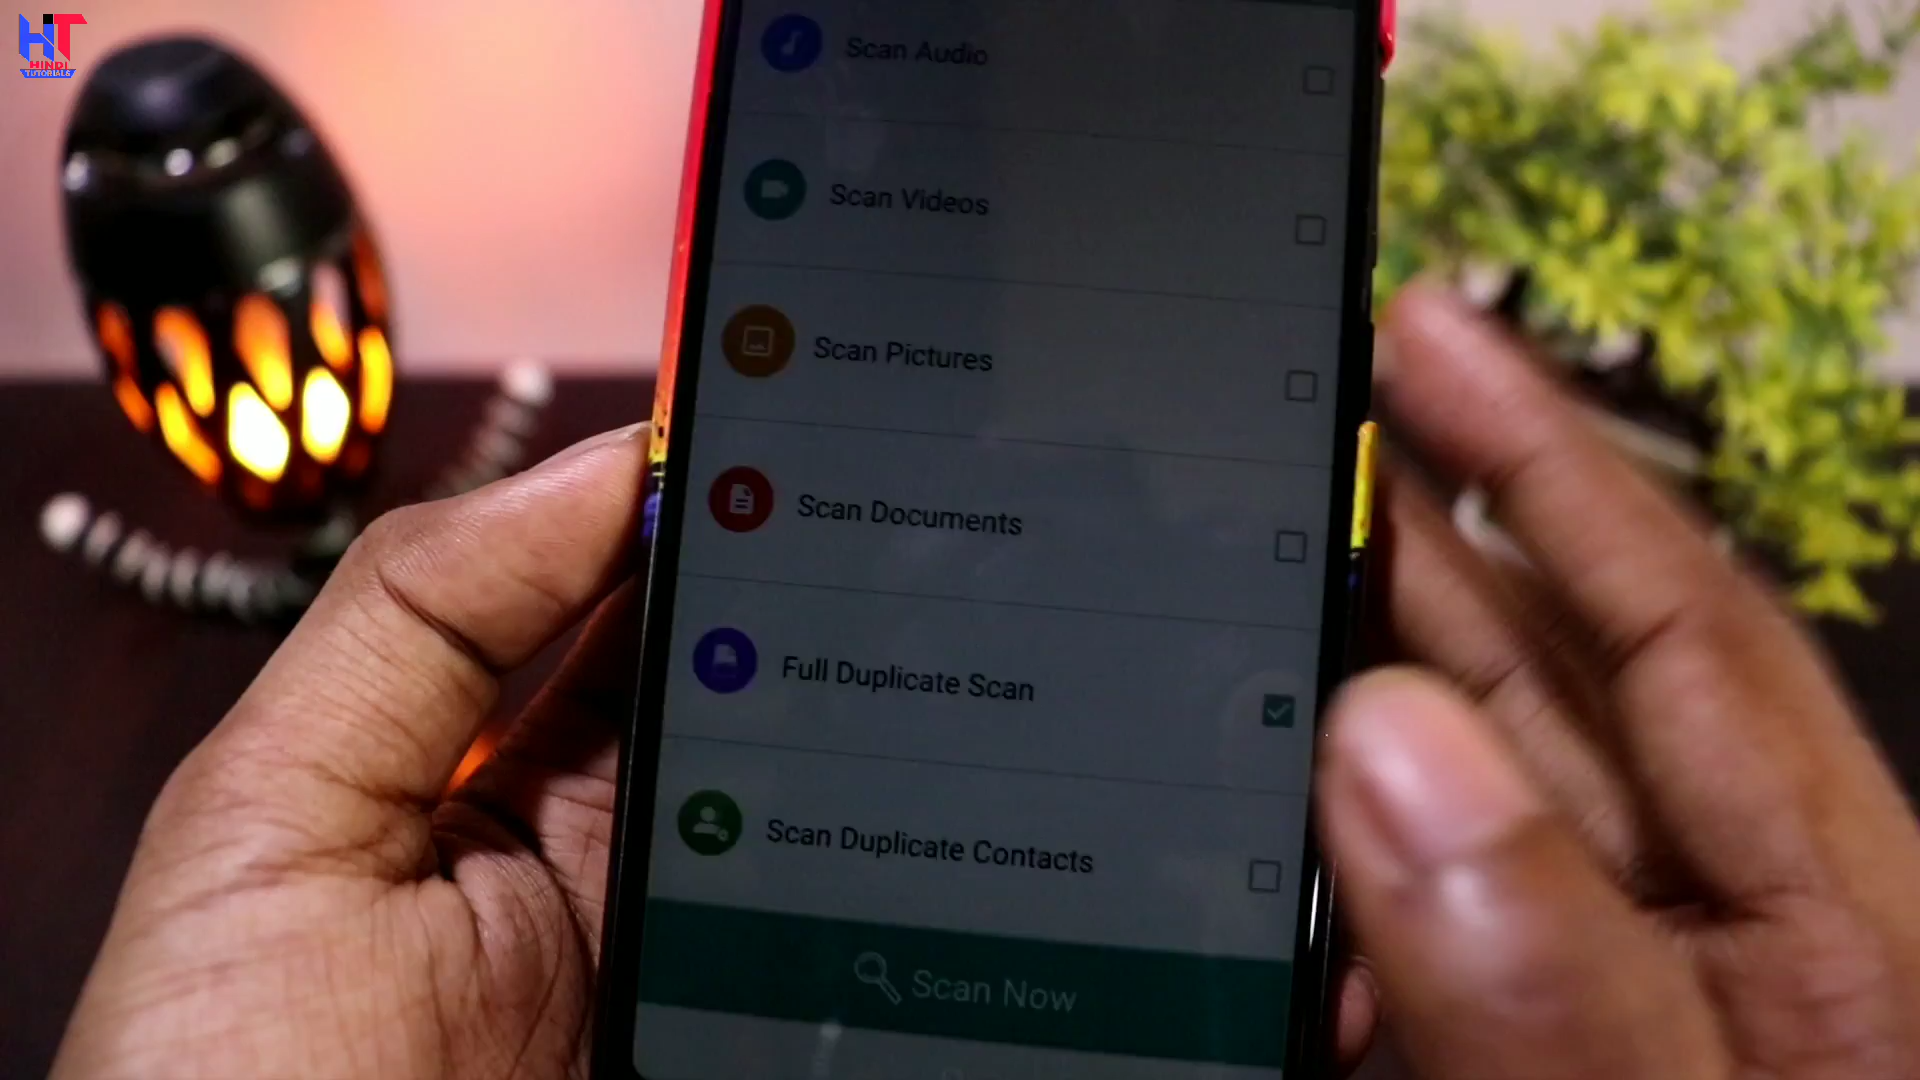 HT
HINDI
TUTORIALS
Scan Audio
Scan Videos
Scan Pictures
Scan Documents
Full Duplicate Scan
Scan Duplicate Contacts
Scan Now